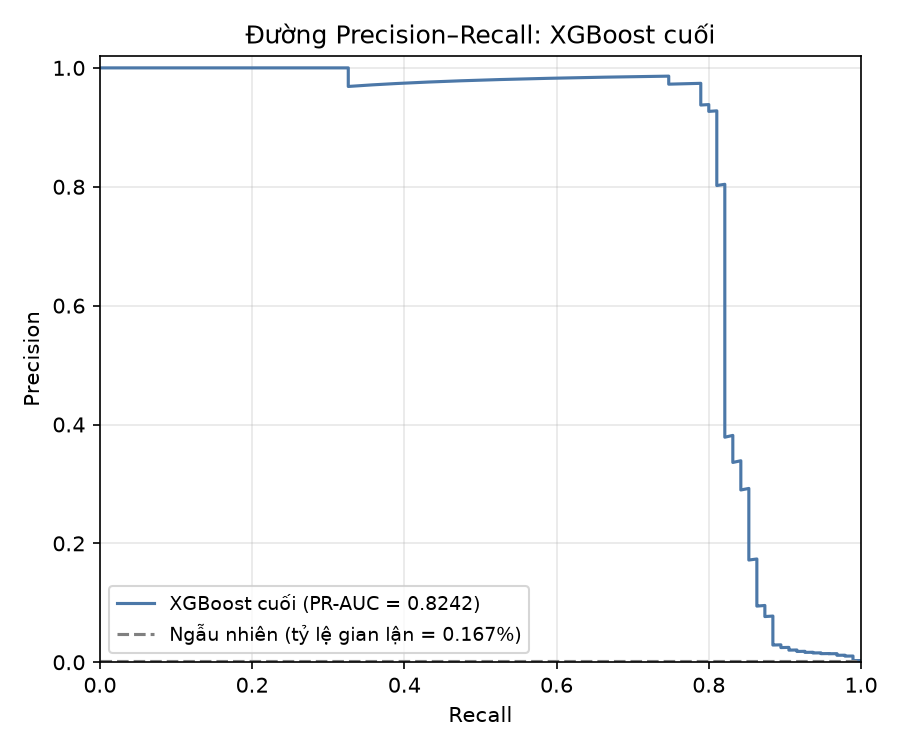 Đường Precision–Recall: XGBoost cuối
Precision
1.0
0.8
0.6
0.4
0.2
0.0
XGBoost cuối (PR-AUC = 0.8242)
Ngẫu nhiên (tỷ lệ gian lận = 0.167%)
0.0 0.2 0.4 0.6 0.8 1.0
Recall